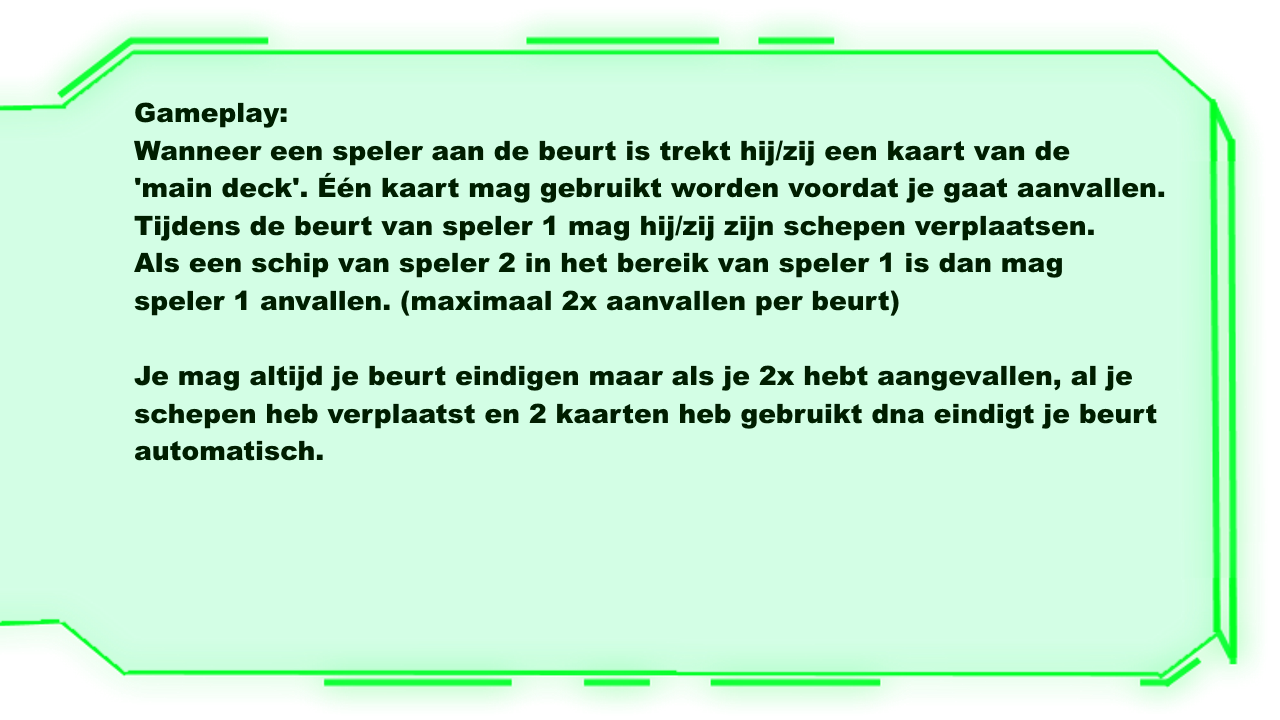 Gameplay:
Wanneer een speler aan de beurt is trekt hij/zij een kaart van de
'main deck'. Één kaart mag gebruikt worden voordat je gaat aanvallen.
Tijdens de beurt van speler 1 mag hij/zij zijn schepen verplaatsen.
Als een schip van speler 2 in het bereik van speler 1 is dan mag
speler 1 anvallen. (maximaal 2x aanvallen per beurt)
Je mag altijd je beurt eindigen maar als je 2x hebt aangevallen, al je
schepen heb verplaatst en 2 kaarten heb gebruikt dna eindigt je beurt
automatisch.